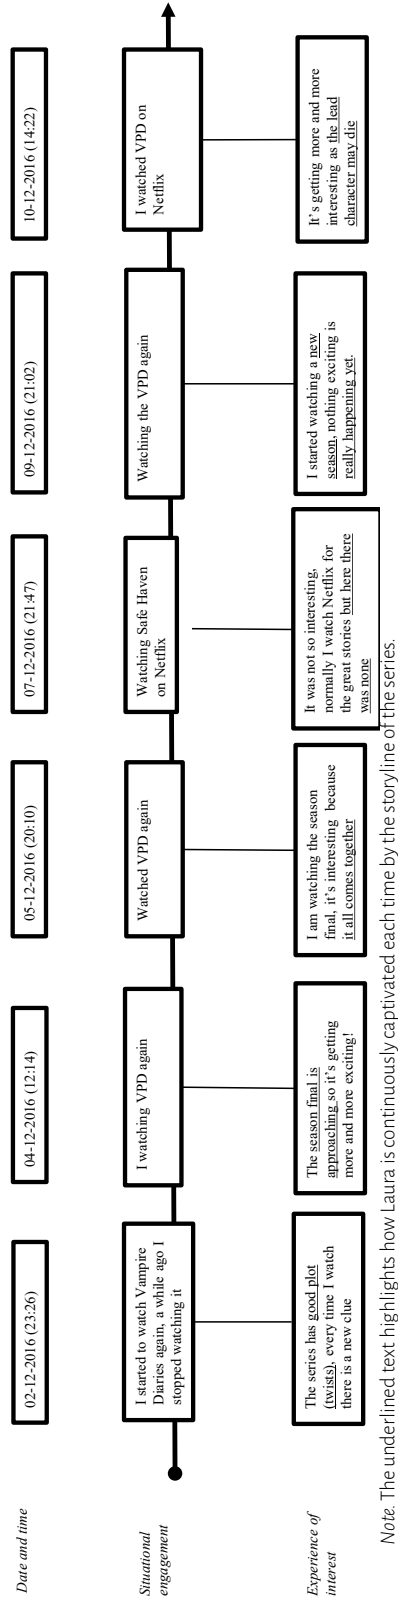 Date and time
02-12-2016 (23:26)
04-12-2016 (12:14)
05-12-2016 (20:10)
07-12-2016 (21:47)
09-12-2016 (21:02)
10-12-2016 (14:22)
Situational
engagement
I started to watch Vampire
Diaries again, a while ago I
stopped watching it
I watching VPD again
Watched VPD again
Watching Safe Haven
on Netflix
Watching the VPD again
I watched VPD on
Netflix
Experience of
interest
The series has good plot
(twists), every time I watch
there is a new clue
The season final is
approaching so it's getting
more and more exciting!
I am watching the season
final, it's interesting because
it all comes together
It was not so interesting,
normally I watch Netflix for
the great stories but here there
was none
I started watching a new
season, nothing exciting is
really happening yet.
It's getting more and more
interesting as the lead
character may die
Note. The underlined text highlights how Laura is continuously captivated each time by the storyline of the series.